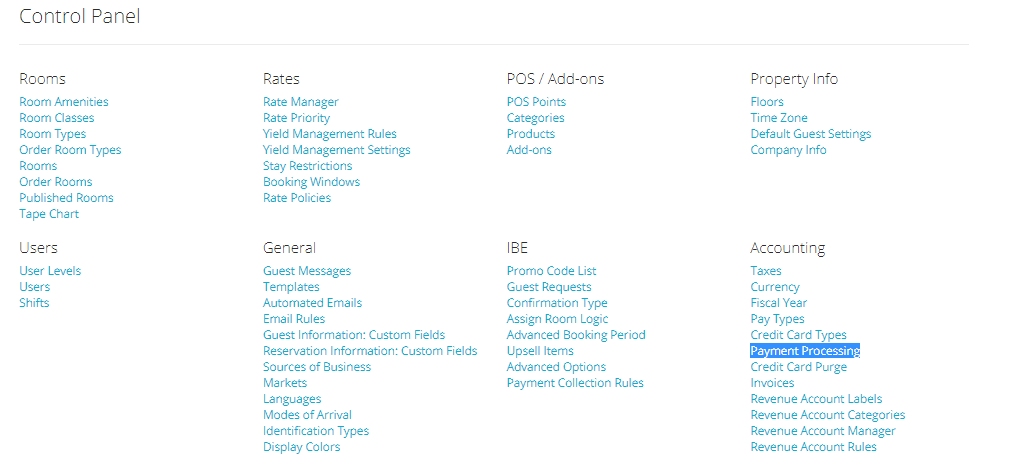 Control Panel
Rooms
Room Amenities
Room Classes
Room Types
Order Room Types
Rooms
Order Rooms
Published Rooms
Tape Chart
Rates
Rate Manager
Rate Priority
Yield Management Rules
Yield Management Settings
Stay Restrictions
Booking Windows
Rate Policies
POS / Add-ons
POS Points
Categories
Products
Add-ons
Property Info
Floors
Time Zone
Default Guest Settings
Company Info
Users
User Levels
Users
Shifts
General
Guest Messages
Templates
Automated Emails
Email Rules
Guest Information: Custom Fields
Reservation Information: Custom Fields
Sources of Business
Markets
Languages
Modes of Arrival
Identification Types
Display Colors
IBE
Promo Code List
Guest Requests
Confirmation Type
Assign Room Logic
Advanced Booking Period
Upsell Items
Advanced Options
Payment Collection Rules
Accounting
Taxes
Currency
Fiscal Year
Pay Types
Credit Card Types
Payment Processing
Credit Card Purge
Invoices
Revenue Account Labels
Revenue Account Categories
Revenue Account Manager
Revenue Account Rules